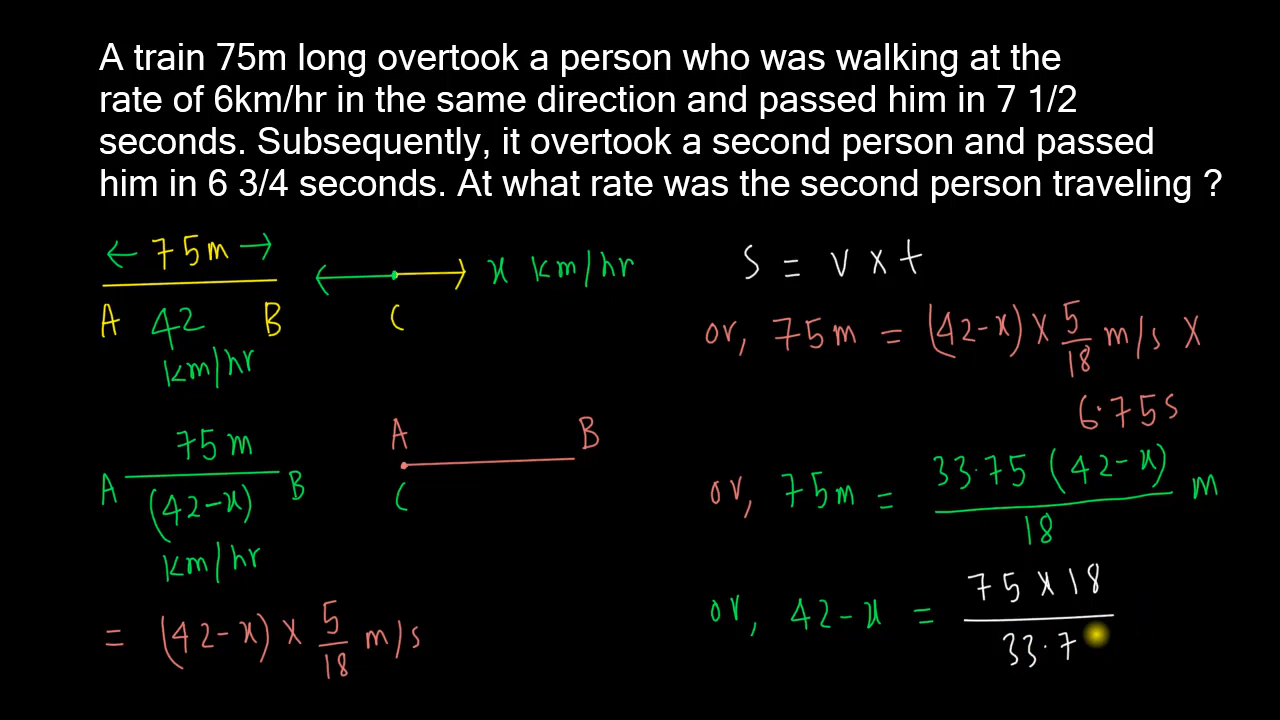 A train 75m long overtook a person who was walking at the
rate of 6km/hr in the same direction and passed him in 7 1/2
seconds. Subsequently, it overtook a second person and passed
him in 6 3/4 seconds. At what rate was the second person traveling ?
← 75m →
x km/hr
A 42 B
km/hr
C
75 m
A B
(42-x)
km/hr
= (42-x) × 5/18 m/s
A B
C
S = v × t
or, 75m = (42-x) × 5/18 m/s ×
6.75s
or, 75m = 33.75 (42-x)/18 m
or, 42-x = 75 × 18/33.7